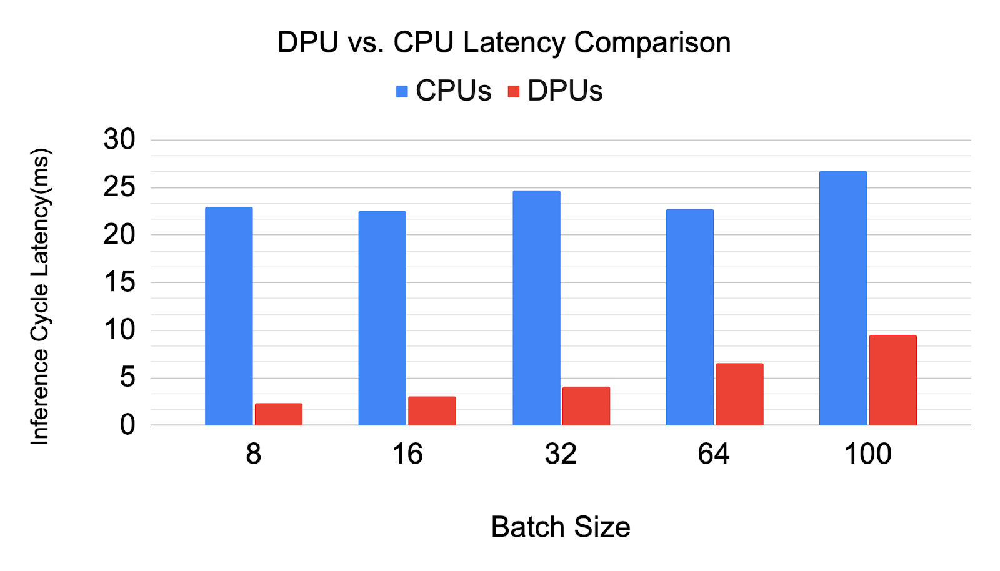 DPU vs. CPU Latency Comparison
CPUs DPUs
Inference Cycle Latency(ms)
30
25
20
15
10
5
0
8 16 32 64 100
Batch Size